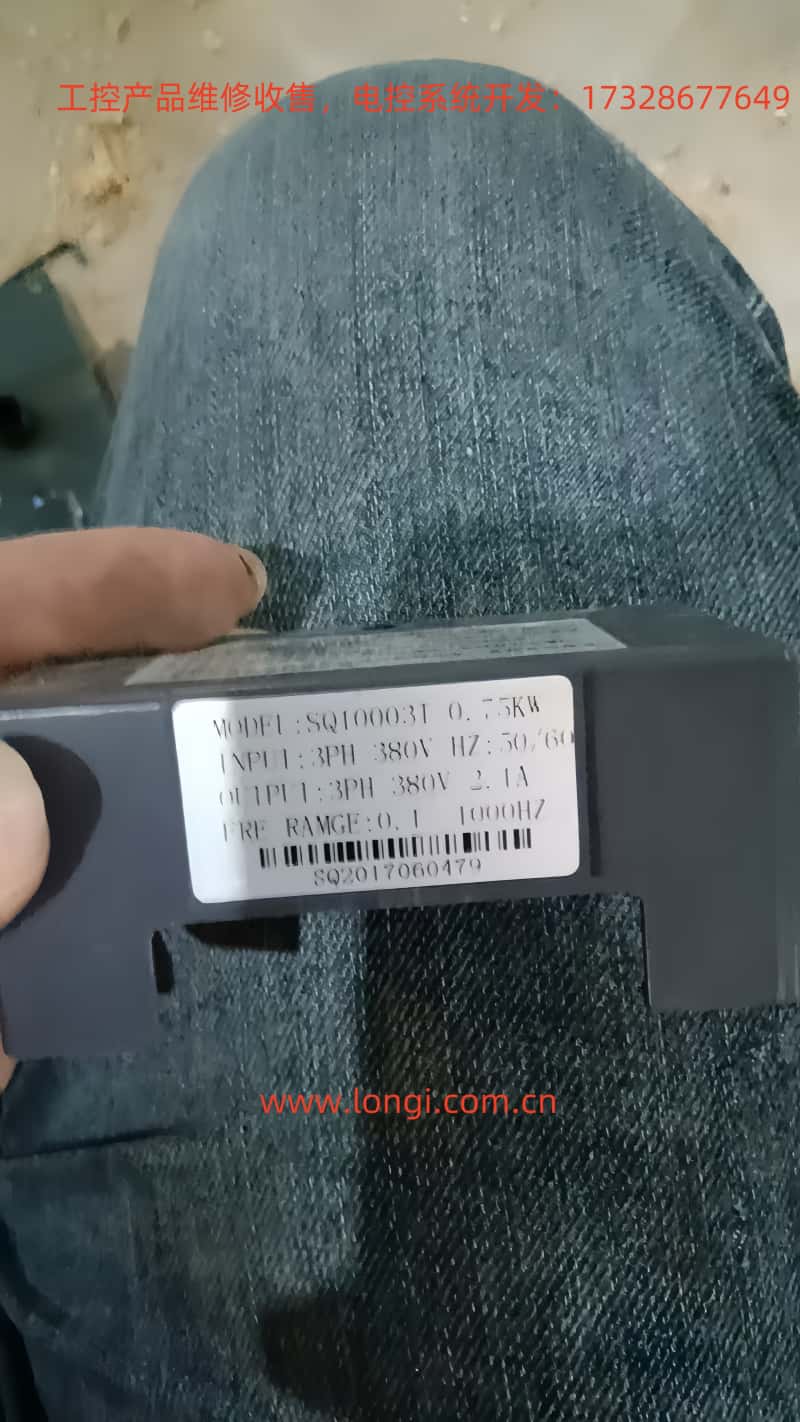 工控产品维修收售，电控系统开发：17328677649
MODEL:SQ10003T 0.75KW
INPUT:3PH 380V HZ:50/60
OUTPUT:3PH 380V 2.1A
FRE RAMGE:0.1 1000HZ
SQ2017060479
www.longi.com.cn